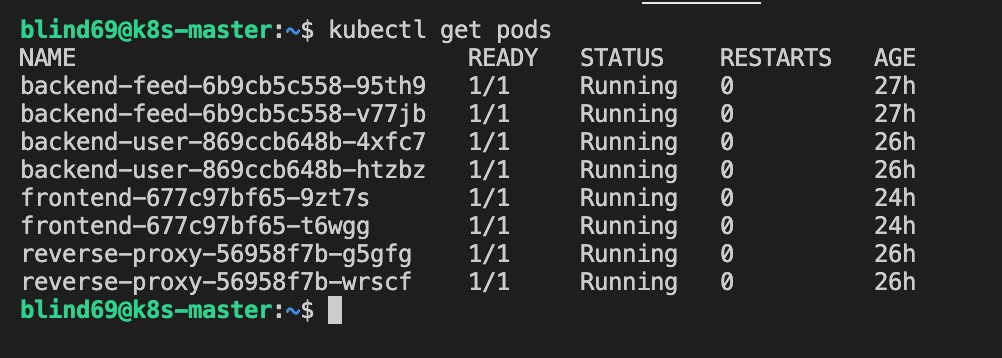 blind69@k8s-master:~$ kubectl get pods
NAME READY STATUS RESTARTS AGE
backend-feed-6b9cb5c558-95th9 1/1 Running 0 27h
backend-feed-6b9cb5c558-v77jb 1/1 Running 0 27h
backend-user-869ccb648b-4xfc7 1/1 Running 0 26h
backend-user-869ccb648b-htzbz 1/1 Running 0 26h
frontend-677c97bf65-9zt7s 1/1 Running 0 24h
frontend-677c97bf65-t6wgg 1/1 Running 0 24h
reverse-proxy-56958f7b-g5gfg 1/1 Running 0 26h
reverse-proxy-56958f7b-wrscf 1/1 Running 0 26h
blind69@k8s-master:~$